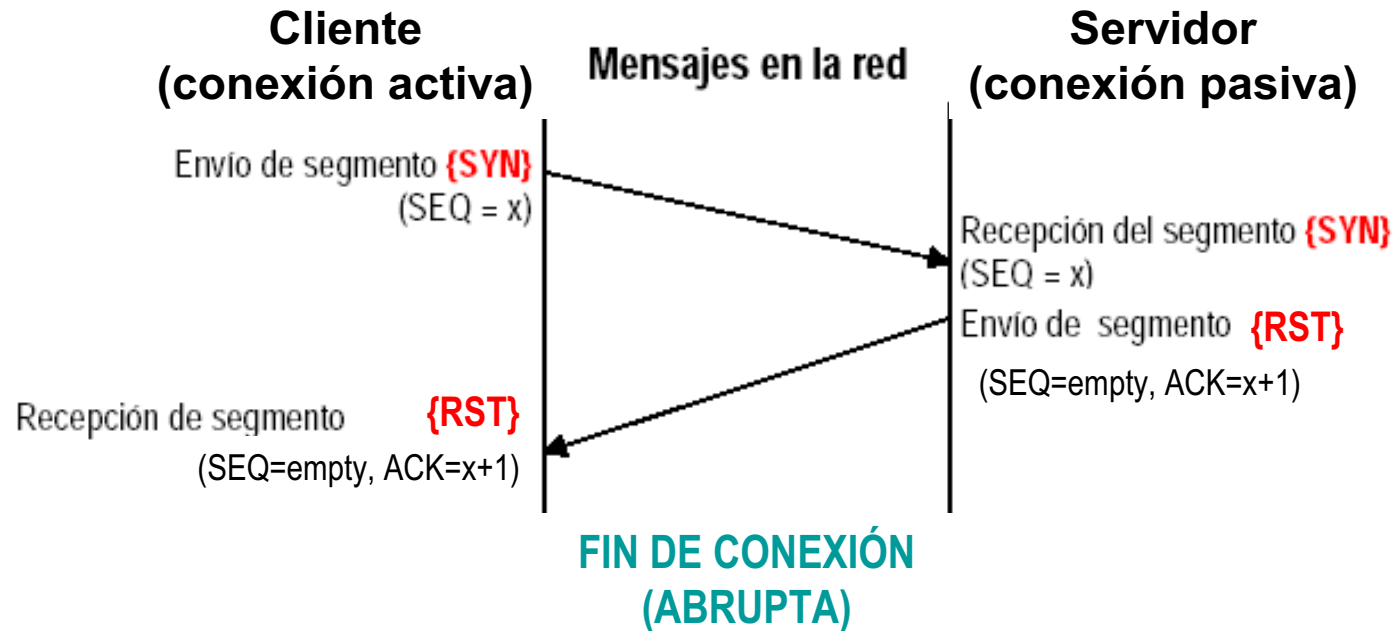 Cliente
(conexión activa)
Mensajes en la red
Servidor
(conexión pasiva)
Envío de segmento {SYN}
(SEQ = x)
Recepción del segmento {SYN}
(SEQ = x)
Envío de segmento {RST}
(SEQ=empty, ACK=x+1)
Recepción de segmento {RST}
(SEQ=empty, ACK=x+1)
FIN DE CONEXIÓN
(ABRUPTA)